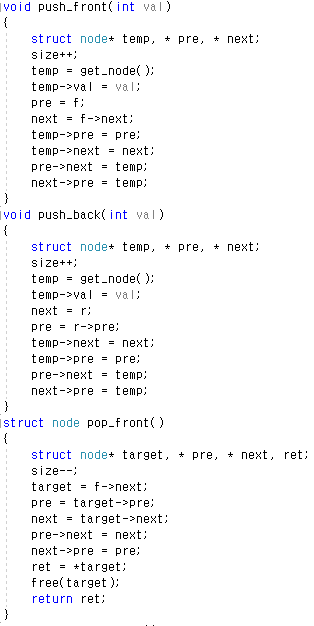 void push_front(int val)
{
    struct node* temp, * pre, * next;
    size++;
    temp = get_node();
    temp->val = val;
    pre = f;
    next = f->next;
    temp->pre = pre;
    temp->next = next;
    pre->next = temp;
    next->pre = temp;
}
void push_back(int val)
{
    struct node* temp, * pre, * next;
    size++;
    temp = get_node();
    temp->val = val;
    next = r;
    pre = r->pre;
    temp->next = next;
    temp->pre = pre;
    pre->next = temp;
    next->pre = temp;
}
struct node pop_front()
{
    struct node* target, * pre, * next, ret;
    size--;
    target = f->next;
    pre = target->pre;
    next = target->next;
    pre->next = next;
    next->pre = pre;
    ret = *target;
    free(target);
    return ret;
}